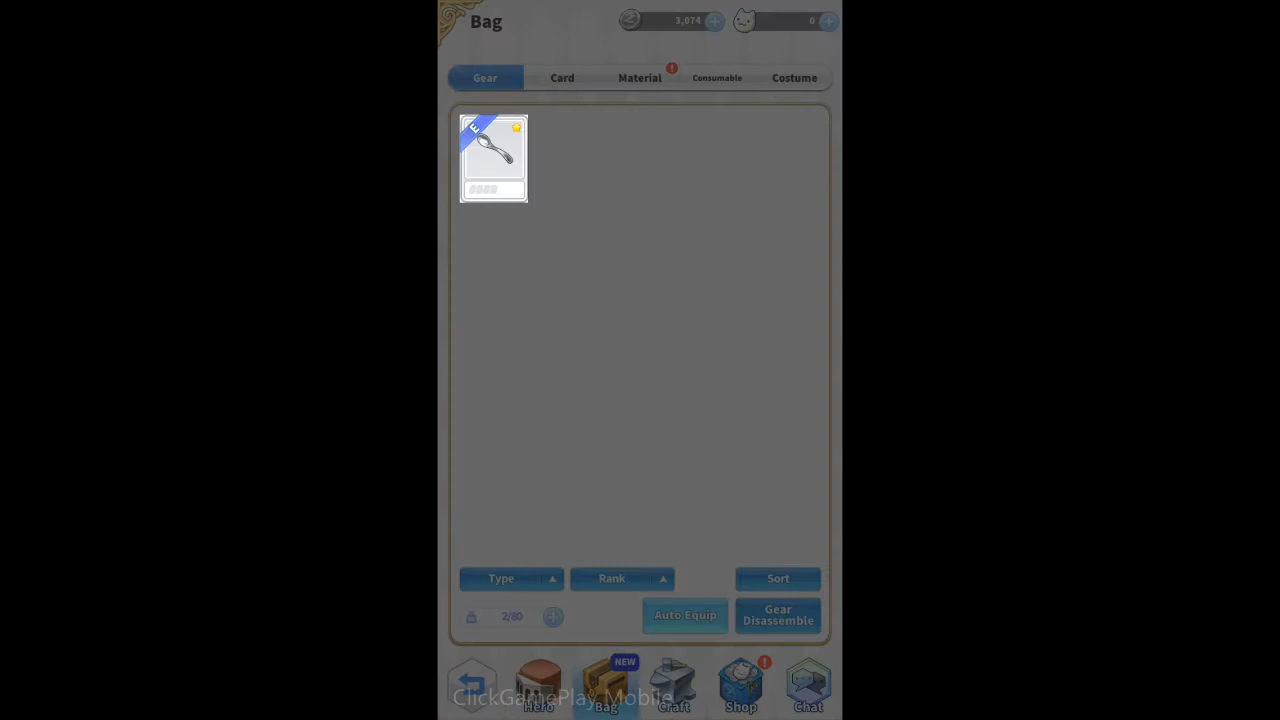 Bag
3,074
0
Gear
Card
Material
!
Consumable
Costume
E
Type
Rank
Sort
2/80
Auto Equip
Gear
Disassemble
NEW
!
Hero
Bag
Craft
Shop
Chat
ClickGamePlay Mobile